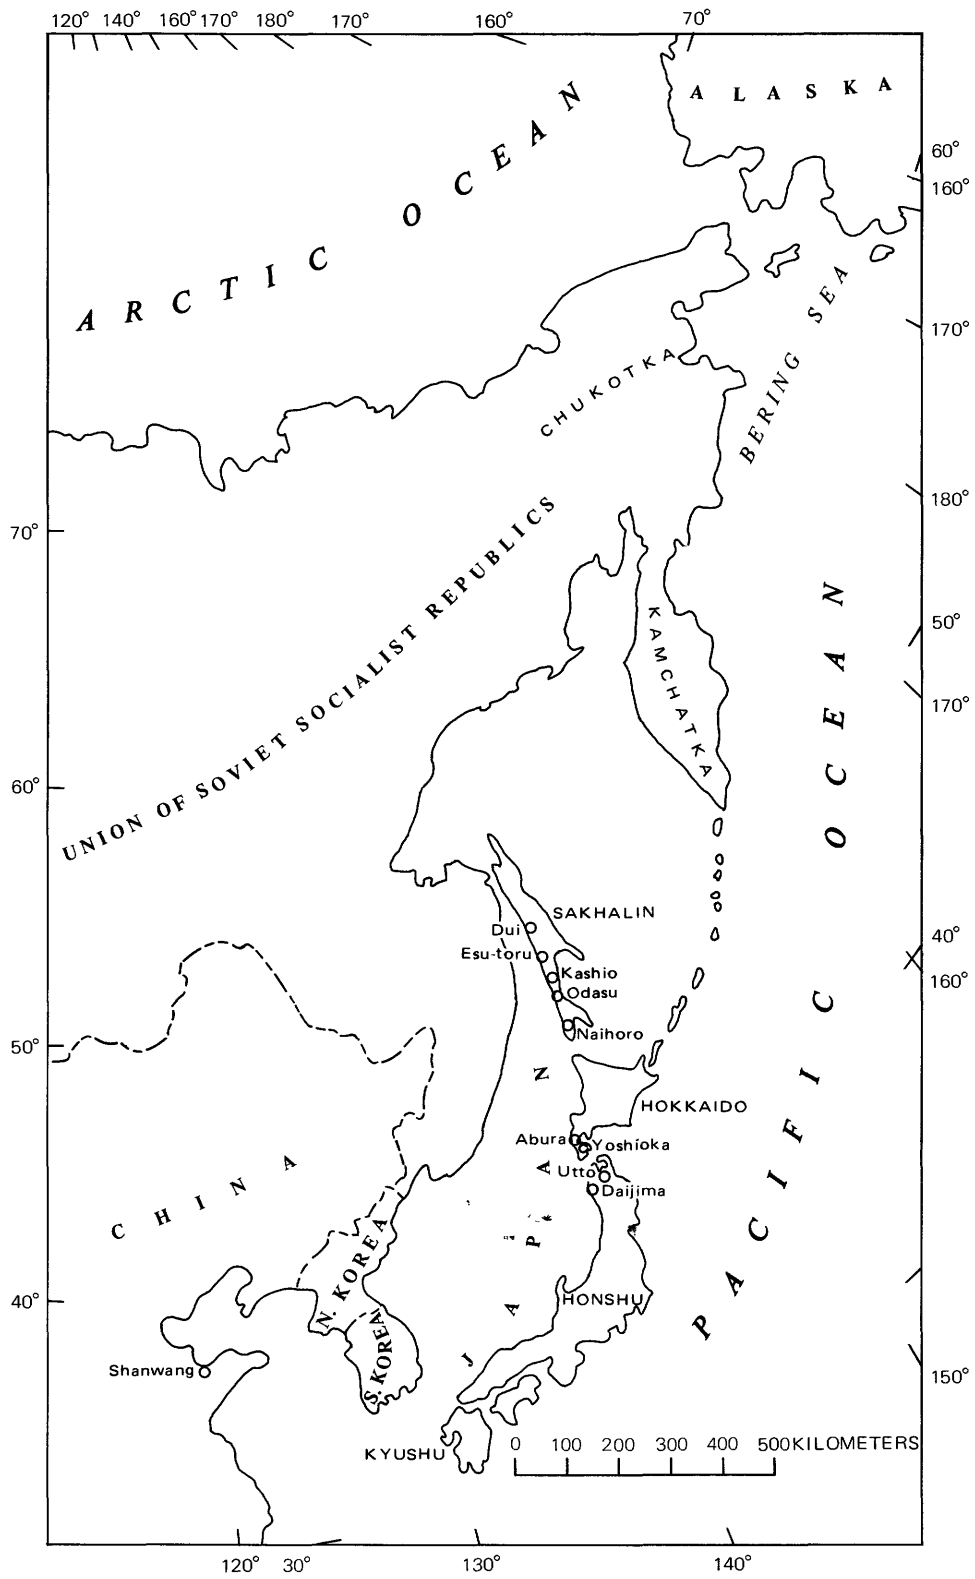 120° 140° 160° 170° 180° 170° 160° 70°
ALASKA
ARCTIC OCEAN
60°
160°
BERING SEA
170°
CHUKOTKA
180°
70°
UNION OF SOVIET SOCIALIST REPUBLICS
KAMCHATKA
50°
170°
PACIFIC OCEAN
60°
SAKHALIN
Dui
Esu-toru
Kashio
Odasu
Naihoro
40°
160°
50°
HOKKAIDO
Abura
Yoshioka
Utto
Daijima
CHINA
JAPAN
N. KOREA
40°
HONSHU
S. KOREA
Shanwang
150°
KYUSHU
0 100 200 300 400 500 KILOMETERS
120° 30° 130° 140°